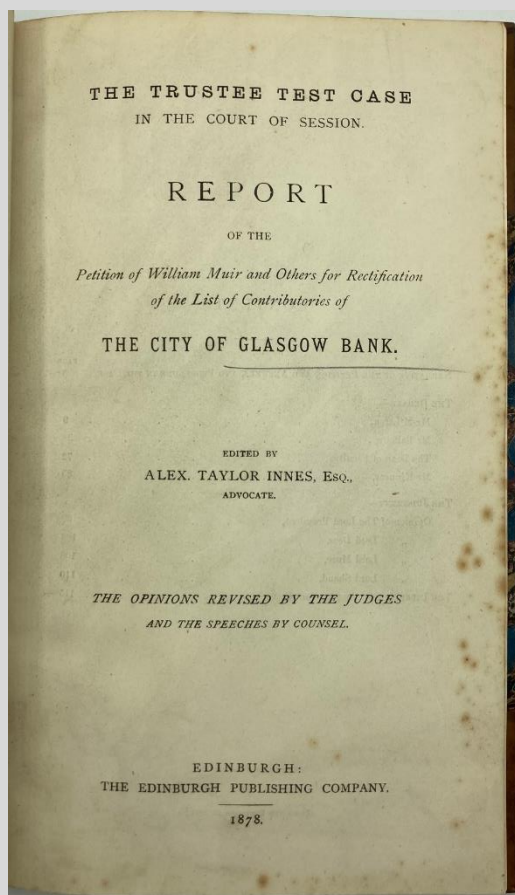 THE TRUSTEE TEST CASE
IN THE COURT OF SESSION.
REPORT
OF THE
Petition of William Muir and Others for Rectification
of the List of Contributories of
THE CITY OF GLASGOW BANK.
EDITED BY
ALEX. TAYLOR INNES, Esq.,
ADVOCATE.
THE OPINIONS REVISED BY THE JUDGES
AND THE SPEECHES BY COUNSEL.
EDINBURGH:
THE EDINBURGH PUBLISHING COMPANY.
1878.